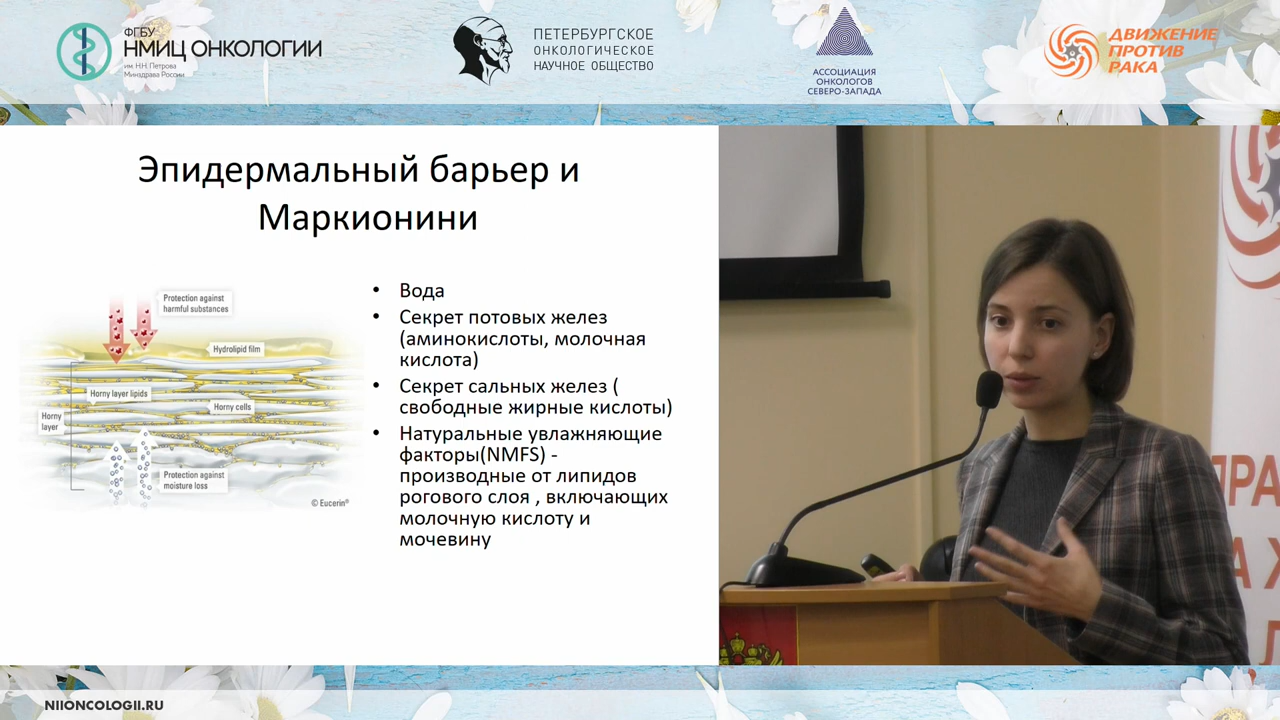 ФГБУ
НМИЦ ОНКОЛОГИИ
им. Н.Н. Петрова
Минздрава России
ПЕТЕРБУРГСКОЕ
ОНКОЛОГИЧЕСКОЕ
НАУЧНОЕ ОБЩЕСТВО
АССОЦИАЦИЯ
ОНКОЛОГОВ
СЕВЕРО-ЗАПАДА
ДВИЖЕНИЕ
ПРОТИВ
РАКА
Эпидермальный барьер и
Маркионини
Protection against
harmful substances
Hydrolipid film
Horny layer lipids
Horny cells
Horny
layer
Protection against
moisture loss
© Eucerin®
• Вода
• Секрет потовых желез
(аминокислоты, молочная
кислота)
• Секрет сальных желез (
свободные жирные кислоты)
• Натуральные увлажняющие
факторы(NMFS) -
производные от липидов
рогового слоя , включающих
молочную кислоту и
мочевину
NIIONCOLOGII.RU